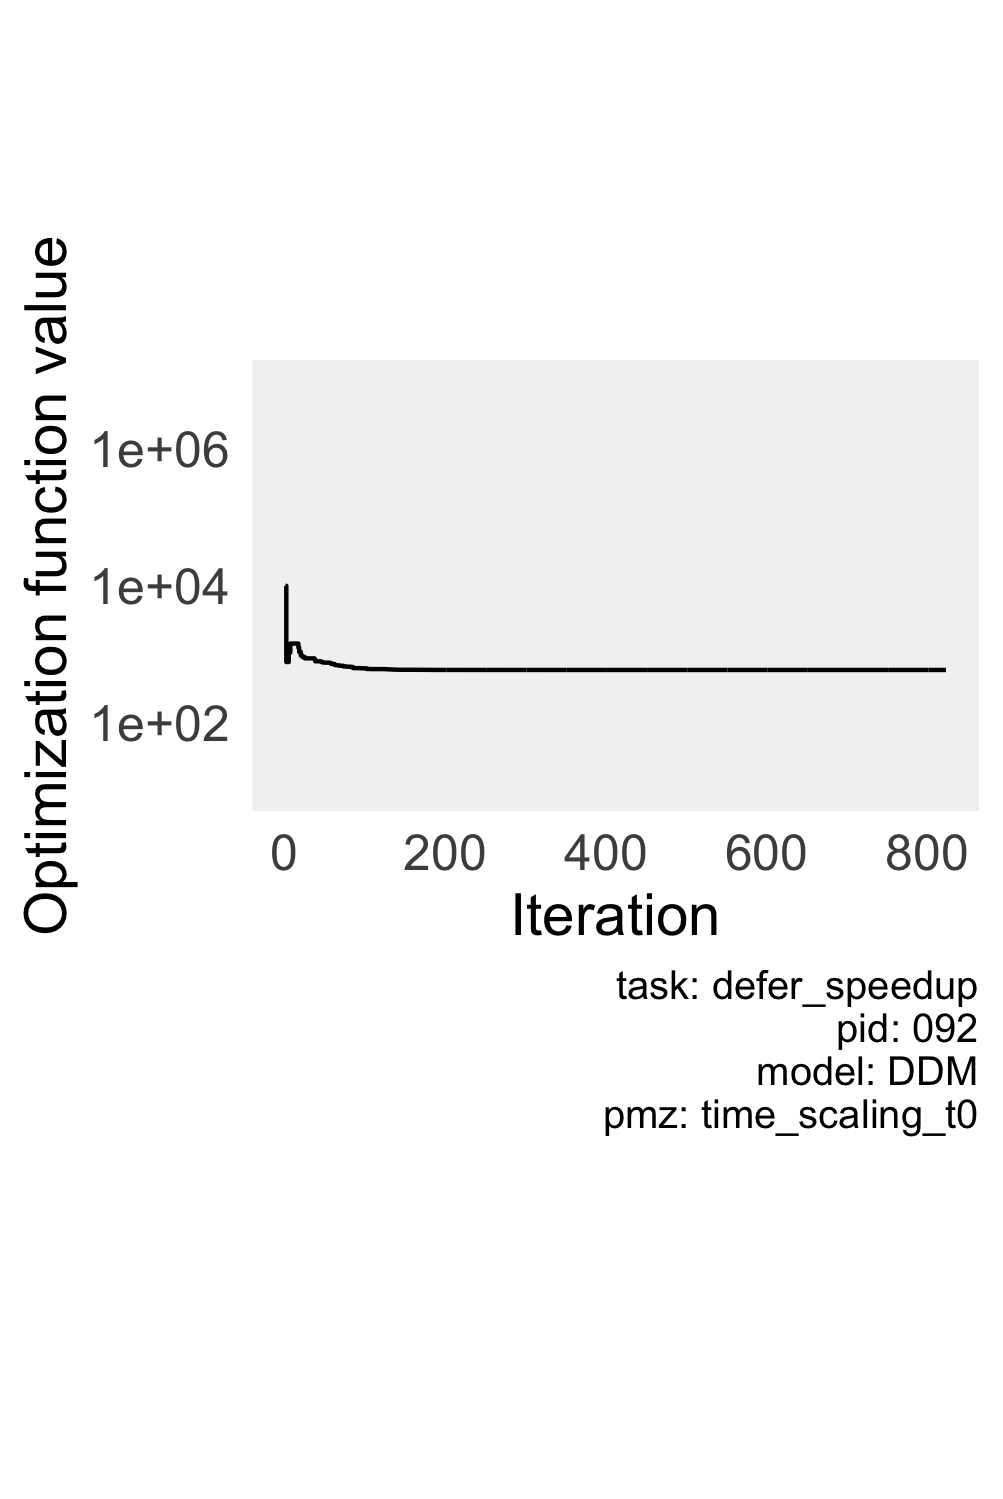 Optimization function value
1e+06
1e+04
1e+02
0 200 400 600 800
Iteration
task: defer_speedup
pid: 092
model: DDM
pmz: time_scaling_t0